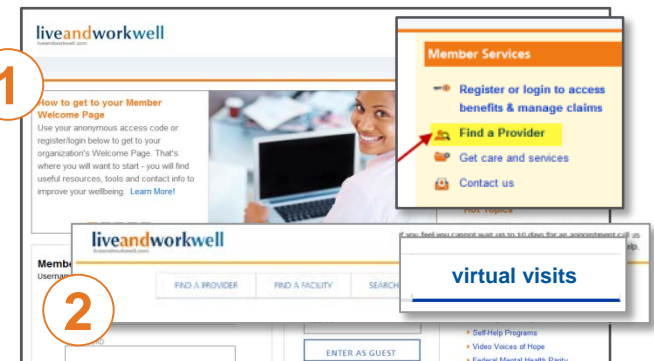 liveandworkwell
liveandworkwell.com
1
How to get to your Member
Welcome Page
Use your anonymous access code or
register/login below to get to your
organization's Welcome Page. That's
where you will want to start - you will find
useful resources, tools and contact info to
improve your wellbeing. Learn More!
Member Services
Register or login to access
benefits & manage claims
Find a Provider
Get care and services
Contact us
Hot Topics
liveandworkwell
liveandworkwell.com
If you feel you cannot wait up to 10 days for an appointment call us
help.
Memb
Usernam
FIND A PROVIDER
FIND A FACILITY
SEARCH
virtual visits
2
ENTER AS GUEST
Self-Help Programs
Video Voices of Hope
Federal Mental Health Parity